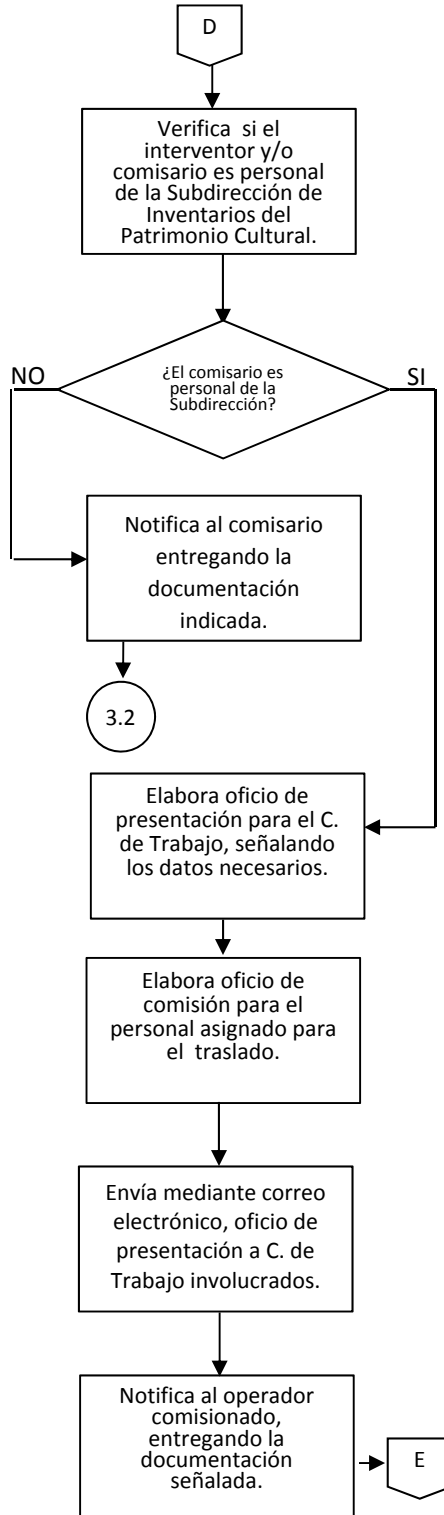 D
Verifica si el
interventor y/o
comisario es personal
de la Subdirección de
Inventarios del
Patrimonio Cultural.
¿El comisario es
personal de la
Subdirección?
NO
SI
Notifica al comisario
entregando la
documentación
indicada.
3.2
Elabora oficio de
presentación para el C.
de Trabajo, señalando
los datos necesarios.
Elabora oficio de
comisión para el
personal asignado para
el traslado.
Envía mediante correo
electrónico, oficio de
presentación a C. de
Trabajo involucrados.
Notifica al operador
comisionado,
entregando la
documentación
señalada.
E